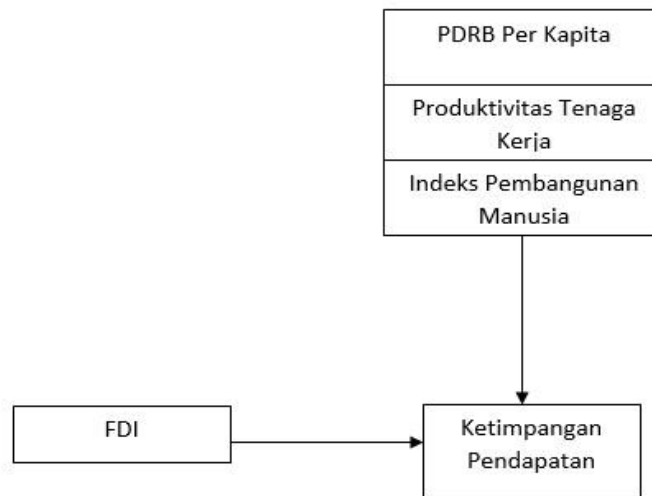 PDRB Per Kapita
Produktivitas Tenaga
Kerja
Indeks Pembangunan
Manusia
FDI
Ketimpangan
Pendapatan